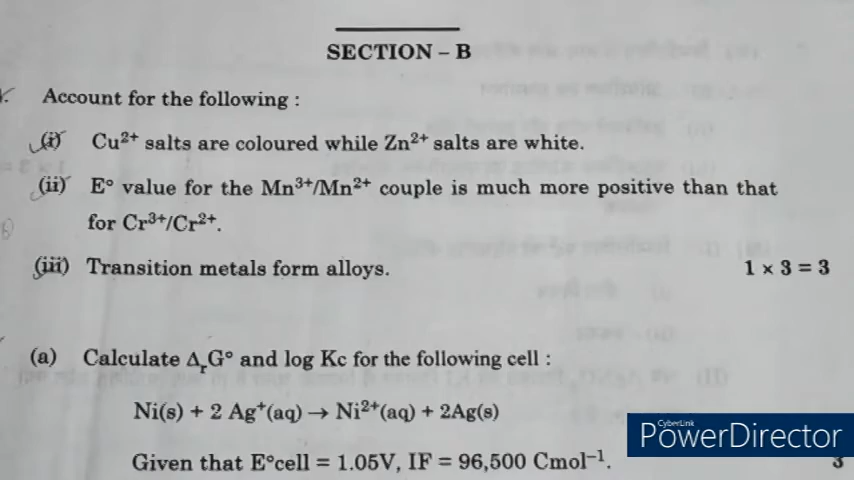 SECTION – B
Account for the following :
(i) Cu²⁺ salts are coloured while Zn²⁺ salts are white.
(ii) E° value for the Mn³⁺/Mn²⁺ couple is much more positive than that
for Cr³⁺/Cr²⁺.
(iii) Transition metals form alloys. 1 × 3 = 3
(a) Calculate ΔᵣG° and log Kc for the following cell :
Ni(s) + 2 Ag⁺(aq) → Ni²⁺(aq) + 2Ag(s)
CyberLink
PowerDirector
Given that E°cell = 1.05V, IF = 96,500 Cmol⁻¹. 3